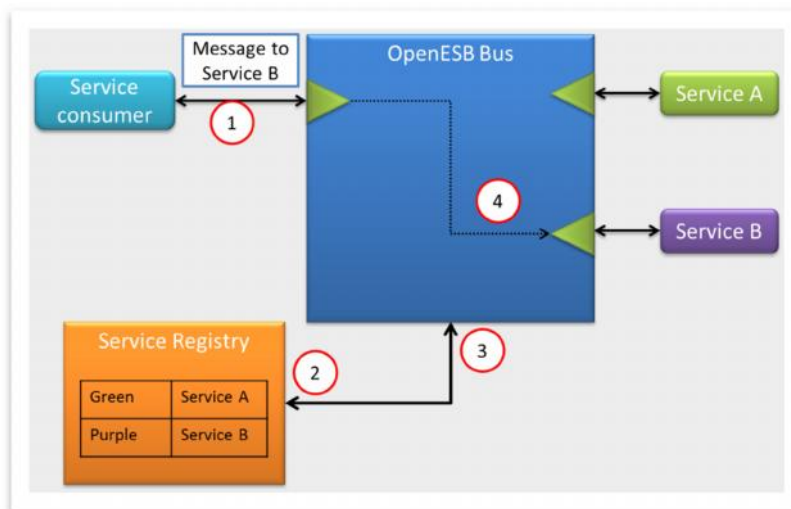 Message to
Service B
OpenESB Bus
Service
consumer
1
Service A
4
Service B
Service Registry
3
2
Green Service A
Purple Service B